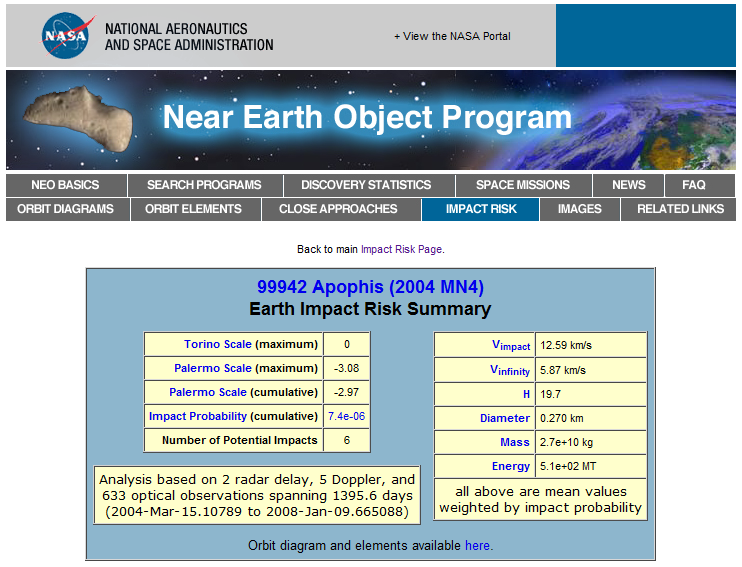 NASA
NATIONAL AERONAUTICS
AND SPACE ADMINISTRATION
+ View the NASA Portal
Near Earth Object Program
NEO BASICS SEARCH PROGRAMS DISCOVERY STATISTICS SPACE MISSIONS NEWS FAQ
ORBIT DIAGRAMS ORBIT ELEMENTS CLOSE APPROACHES IMPACT RISK IMAGES RELATED LINKS
Back to main Impact Risk Page.
99942 Apophis (2004 MN4)
Earth Impact Risk Summary
Torino Scale (maximum) 0
Palermo Scale (maximum) -3.08
Palermo Scale (cumulative) -2.97
Impact Probability (cumulative) 7.4e-06
Number of Potential Impacts 6
Analysis based on 2 radar delay, 5 Doppler, and
633 optical observations spanning 1395.6 days
(2004-Mar-15.10789 to 2008-Jan-09.665088)
Vimpact 12.59 km/s
Vinfinity 5.87 km/s
H 19.7
Diameter 0.270 km
Mass 2.7e+10 kg
Energy 5.1e+02 MT
all above are mean values
weighted by impact probability
Orbit diagram and elements available here.